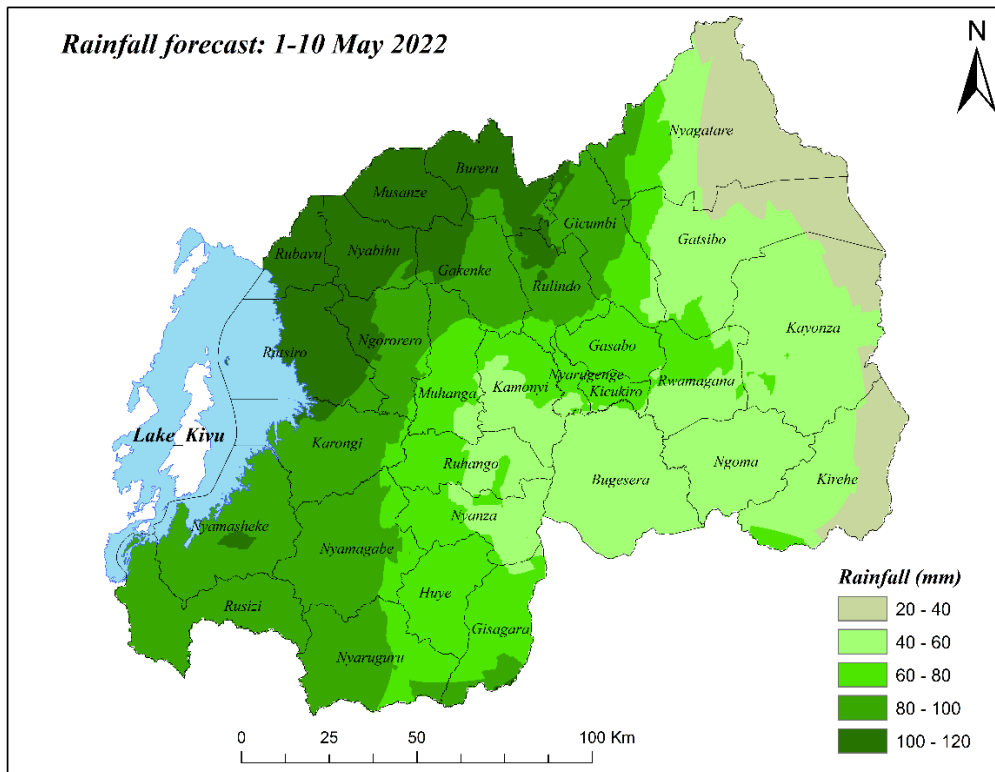 Rainfall forecast: 1-10 May 2022
N
Nyagatare
Burera
Musanze
Gicumbi
Rubavu
Nyabihu
Gatsibo
Gakenke
Rulindo
Kayonza
Rutsiro
Ngororero
Gasabo
Nyarugenge
Rwamagana
Muhanga
Kamonyi
Kicukiro
Lake Kivu
Karongi
Ruhango
Ngoma
Bugesera
Kirehe
Nyanza
Nyamasheke
Nyamagabe
Huye
Rusizi
Gisagara
Nyaruguru
Rainfall (mm)
20 - 40
40 - 60
60 - 80
80 - 100
100 - 120
0 25 50 100 Km